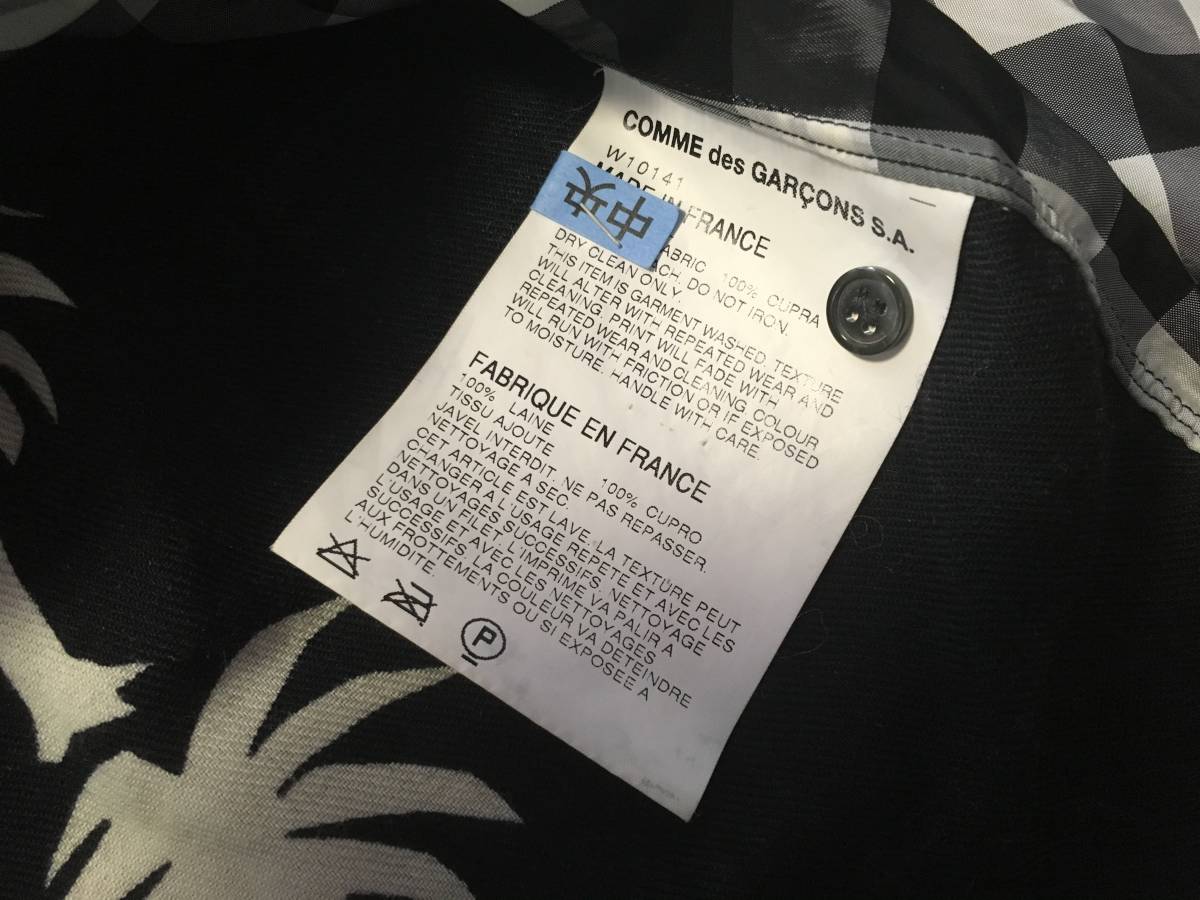 COMME des GARÇONS S.A.
W10141
MADE IN FRANCE
ABRIC 100% CUPRA
ACH. DO NOT IRON.
DRY CLEAN ONLY.
THIS ITEM IS GARMENT WASHED. TEXTURE
WILL ALTER WITH REPEATED WEAR AND
CLEANING. PRINT WILL FADE WITH
REPEATED WEAR AND CLEANING. COLOUR
WILL RUN WITH FRICTION OR IF EXPOSED
TO MOISTURE. HANDLE WITH CARE.
FABRIQUE EN FRANCE
100% LAINE
TISSU AJOUTE 100% CUPRO
JAVEL INTERDIT. NE PAS REPASSER.
NETTOYAGE A SEC.
CET ARTICLE EST LAVE. LA TEXTURE PEUT
CHANGER A L'USAGE REPETE ET AVEC LES
NETTOYAGES SUCCESSIFS. NETTOYAGE
DANS UN FILET. L'IMPRIME VA PALIR A
L'USAGE ET AVEC LES NETTOYAGES
SUCCESSIFS. LA COULEUR VA DETEINDRE
AUX FROTTEMENTS OU SI EXPOSEE A
L'HUMIDITE.
P